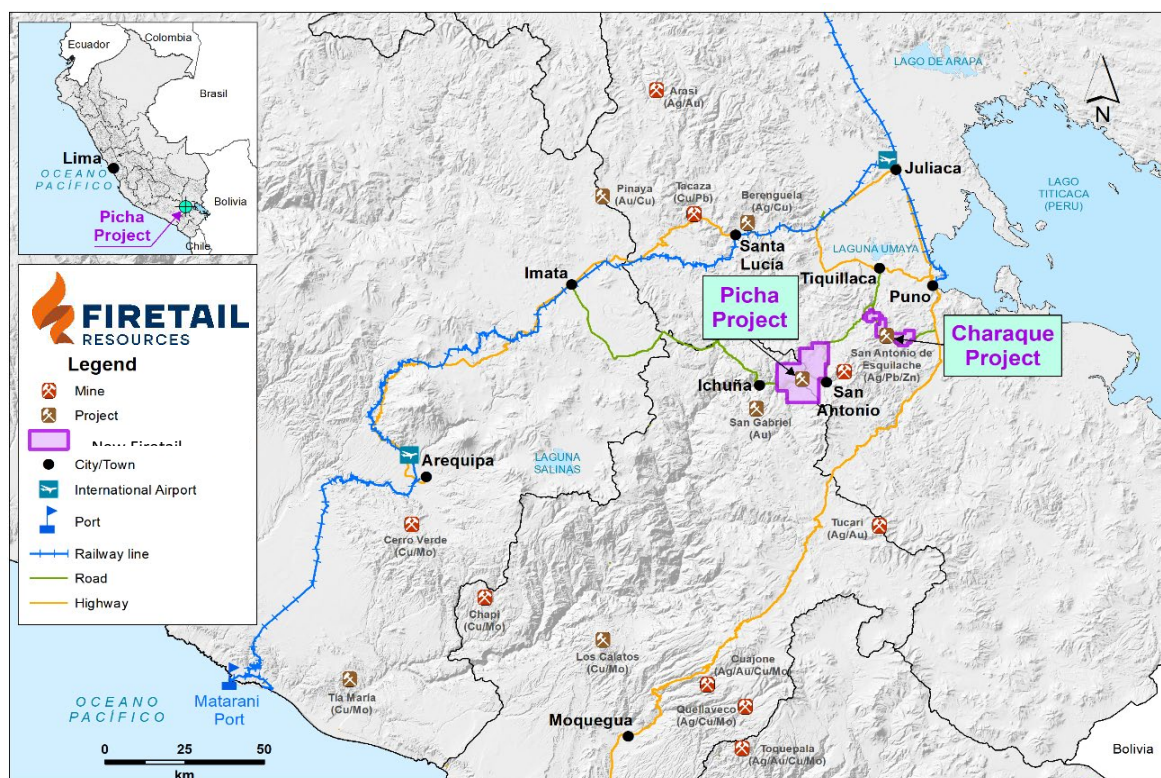 Ecuador
Colombia
Brasil
Lima
OCEANO
PACÍFICO
Bolivia
Picha
Project
Chile
FIRETAIL
RESOURCES
Legend
Mine
Project
City/Town
International Airport
Port
Railway line
Road
Highway
LAGO
DE ARAPA
N
Arasi
(Ag/Au)
Juliaca
LAGO
TITICACA
(PERU)
Pinaya
(Au/Cu)
Tacaza
(Cu/Pb)
Berenguela
(Ag/Cu)
Santa
Lucia
LAGUNA UMAYA
Imata
Tiquillaca
Puno
Picha
Project
Charaque
Project
San Antonio de
Esquilache
(Ag/Pb/Zn)
Ichuña
San
Antonio
San Gabriel
(Au)
Arequipa
LAGUNA
SALINAS
Cerro Verde
(Cu/Mo)
Tucari
(Ag/Au)
Chapi
(Cu/Mo)
Los Calatos
(Cu/Mo)
Cuajone
(Ag/Au/Cu/Mo)
Tia Maria
(Cu/Mo)
Quellaveco
(Ag/Cu/Mo)
Matarani
Port
OCEANO
PACÍFICO
Moquegua
Toquepala
(Ag/Au/Cu/Mo)
Bolivia
0 25 50
km